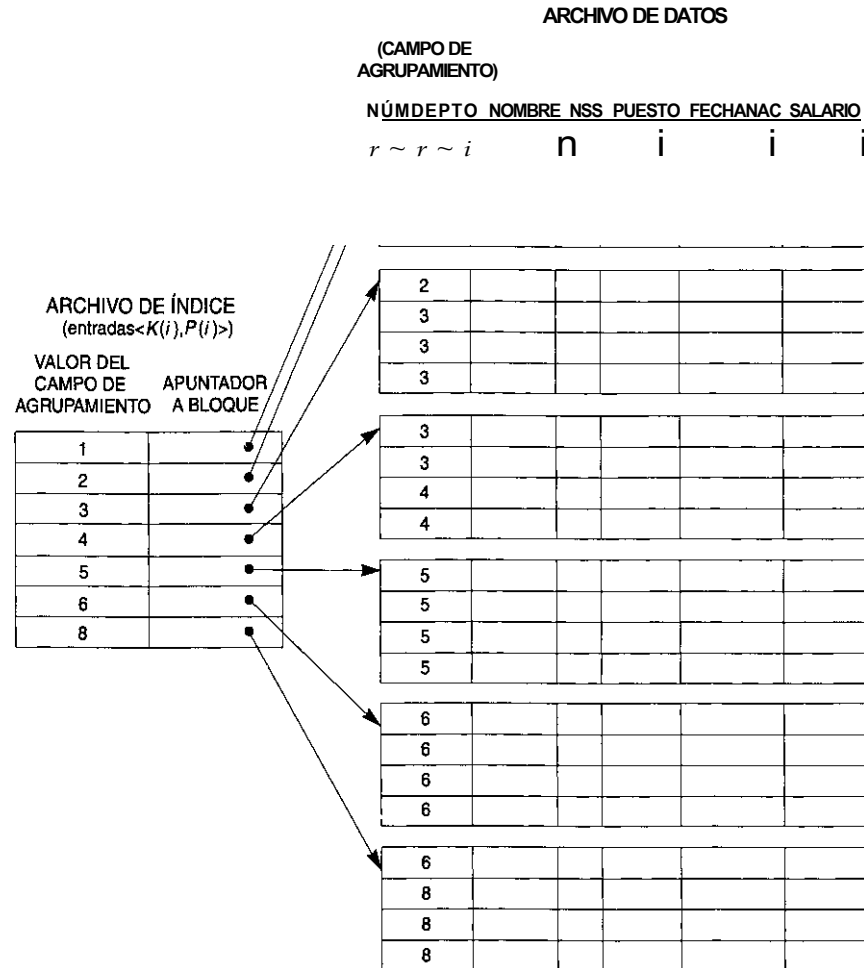 ARCHIVO DE DATOS
(CAMPO DE
AGRUPAMIENTO)
NÚMDEPTO NOMBRE NSS PUESTO FECHANAC SALARIO
r ~ r ~ i n i i i
ARCHIVO DE ÍNDICE
(entradas<K(i),P(i)>)
VALOR DEL
CAMPO DE
AGRUPAMIENTO
APUNTADOR
A BLOQUE
1
2
3
4
5
6
8
2
3
3
3
3
3
4
4
5
5
5
5
6
6
6
6
6
8
8
8